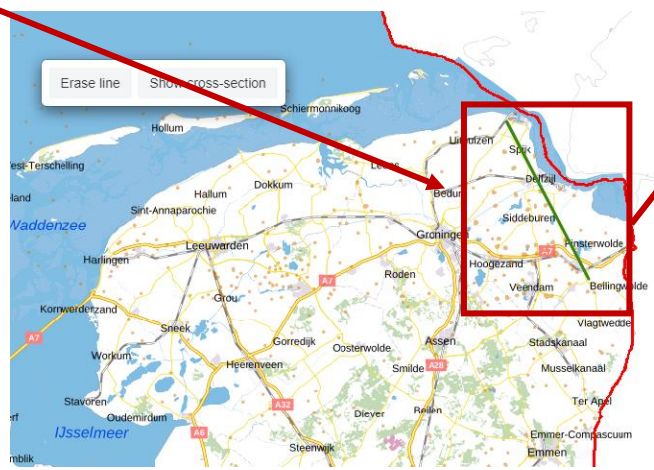 Erase line
Show cross-section
Schiermonnikoog
Hollum
Uithuizen
Spijk
Delfzijl
Bedum
Dokkum
Hallum
Sint-Annaparochie
Siddeburen
Waddenzee
Leeuwarden
Groningen
A7
Finsterwolde
Harlingen
Hoogezand
Roden
A7
Veendam
Bellingwolde
Grou
Kornwerderzand
Vlagtwedde
A7
Sneek
Gorredijk
Oosterwolde
Assen
Stadskanaal
Workum
Heerenveen
Smilde
A28
Musselkanaal
Stavoren
A32
Diever
Beilen
Ter Apel
Oudemirdum
IJsselmeer
A6
Steenwijk
Emmer-Compascuum
Emmen